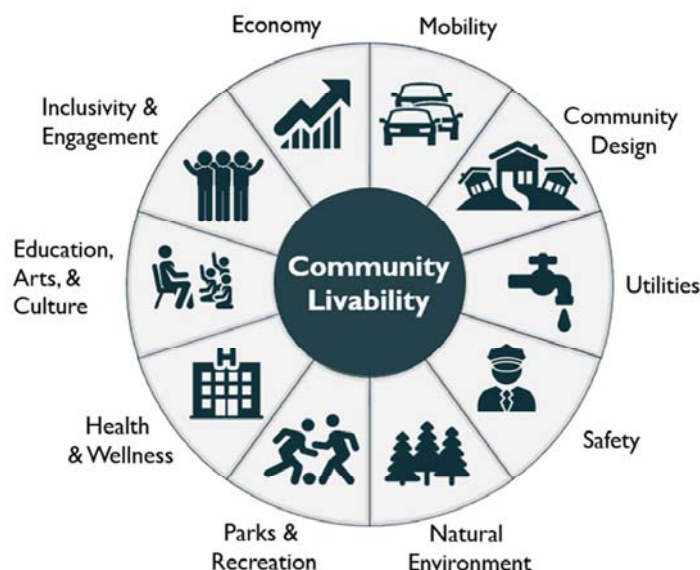 Economy
Mobility
Community
Design
Utilities
Safety
Natural
Environment
Parks &
Recreation
Health
& Wellness
Education,
Arts, &
Culture
Inclusivity &
Engagement
Community
Livability
H